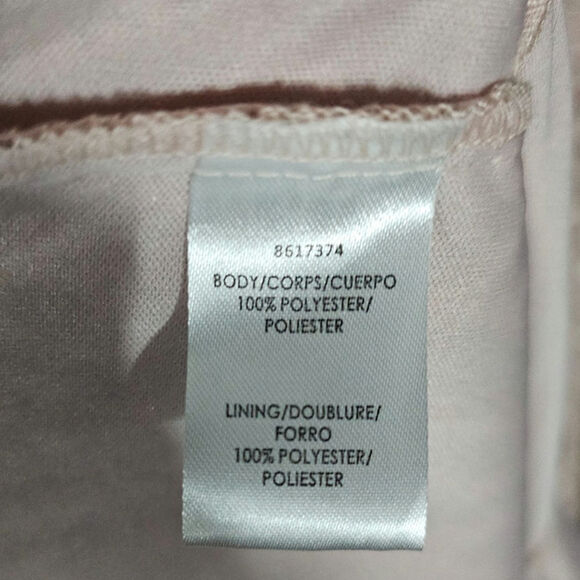 8617374
BODY/CORPS/CUERPO
100% POLYESTER/
POLIESTER
LINING/DOUBLURE/
FORRO
100% POLYESTER/
POLIESTER